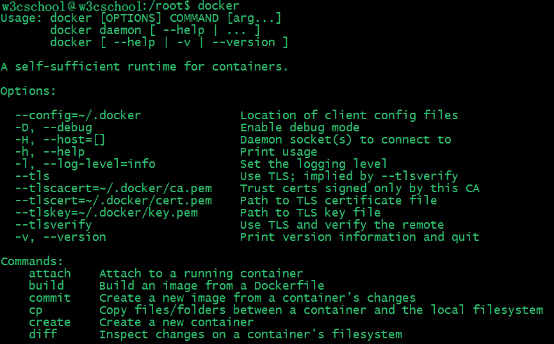 w3cschool@w3cschool:/root$ docker
Usage: docker [OPTIONS] COMMAND [arg...]
       docker daemon [ --help | ... ]
       docker [ --help | -v | --version ]
A self-sufficient runtime for containers.
Options:
  --config=~/.docker              Location of client config files
  -D, --debug                     Enable debug mode
  -H, --host=[]                   Daemon socket(s) to connect to
  -h, --help                      Print usage
  -l, --log-level=info            Set the logging level
  --tls                           Use TLS; implied by --tlsverify
  --tlscacert=~/.docker/ca.pem    Trust certs signed only by this CA
  --tlscert=~/.docker/cert.pem    Path to TLS certificate file
  --tlskey=~/.docker/key.pem      Path to TLS key file
  --tlsverify                     Use TLS and verify the remote
  -v, --version                   Print version information and quit
Commands:
    attach    Attach to a running container
    build     Build an image from a Dockerfile
    commit    Create a new image from a container's changes
    cp        Copy files/folders between a container and the local filesystem
    create    Create a new container
    diff      Inspect changes on a container's filesystem